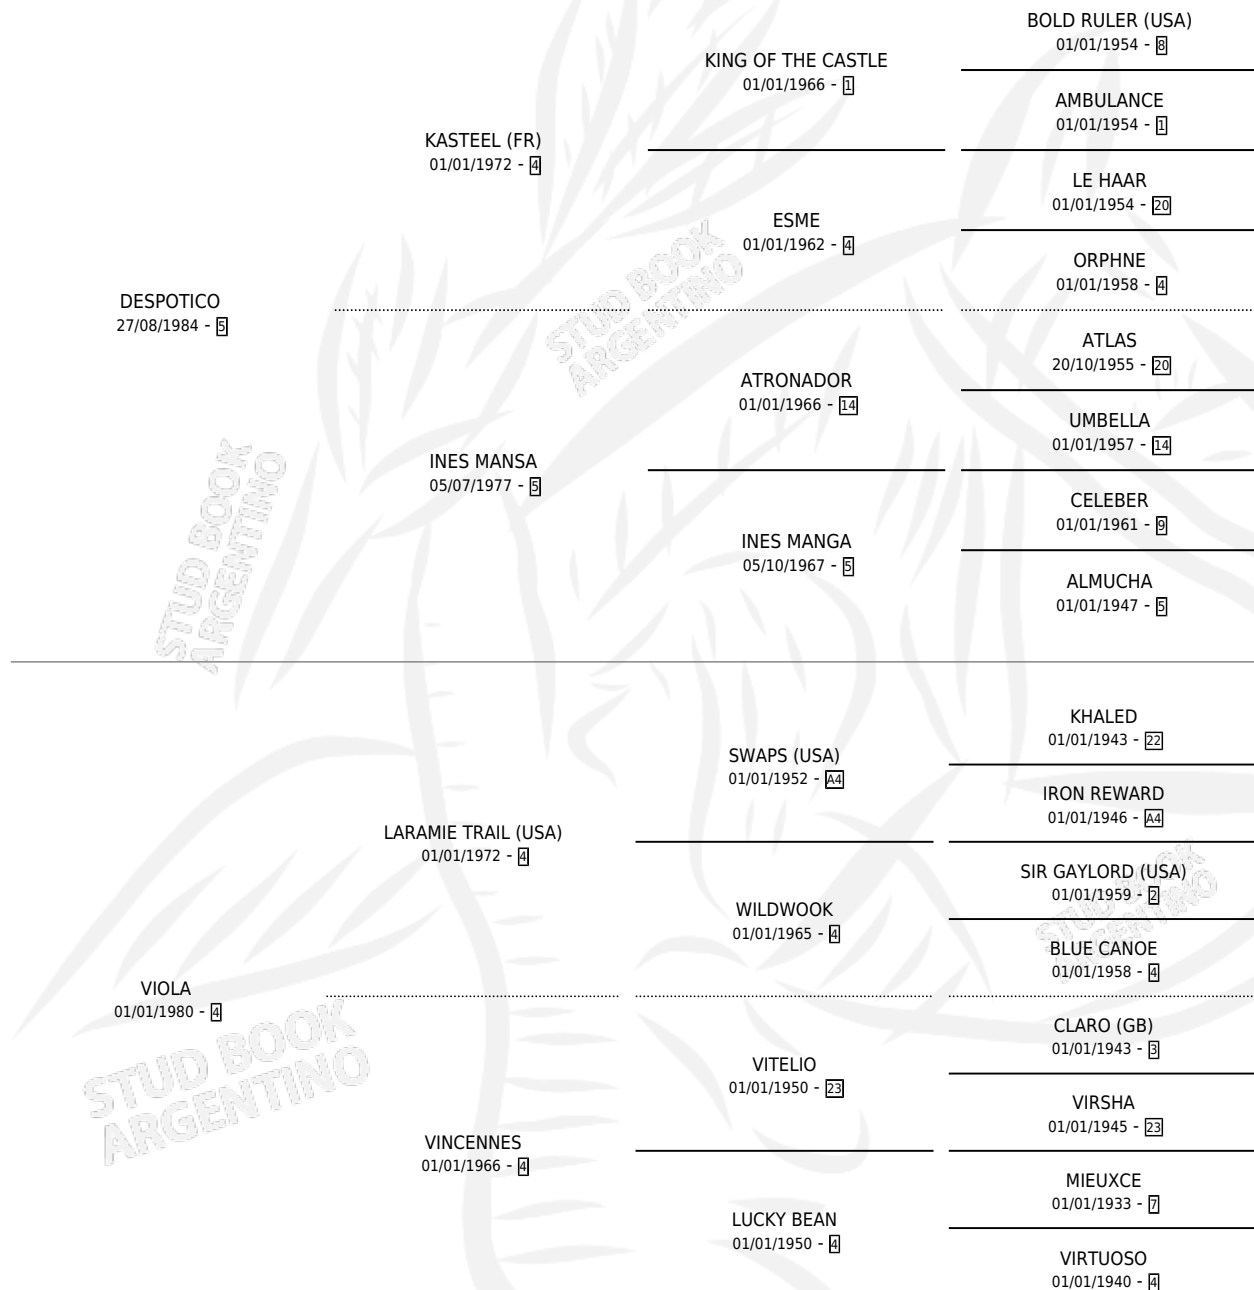 BOLD RULER (USA)
01/01/1954 - 8
KING OF THE CASTLE
01/01/1966 - 1
AMBULANCE
01/01/1954 - 1
KASTEEL (FR)
01/01/1972 - 4
LE HAAR
01/01/1954 - 20
ESME
01/01/1962 - 4
ORPHNE
01/01/1958 - 4
DESPOTICO
27/08/1984 - 5
ATLAS
20/10/1955 - 20
ATRONADOR
01/01/1966 - 14
UMBELLA
01/01/1957 - 14
INES MANSA
05/07/1977 - 5
CELEBER
01/01/1961 - 9
INES MANGA
05/10/1967 - 5
ALMUCHA
01/01/1947 - 5
STUD BOOK
ARGENTINO
STUD BOOK
ARGENTINO
KHALED
01/01/1943 - 22
SWAPS (USA)
01/01/1952 - A4
IRON REWARD
01/01/1946 - A4
LARAMIE TRAIL (USA)
01/01/1972 - 4
SIR GAYLORD (USA)
01/01/1959 - 2
WILDWOOK
01/01/1965 - 4
BLUE CANOE
01/01/1958 - 4
VIOLA
01/01/1980 - 4
CLARO (GB)
01/01/1943 - 3
VITELIO
01/01/1950 - 23
VIRSHA
01/01/1945 - 23
VINCENNES
01/01/1966 - 4
MIEUXCE
01/01/1933 - 7
LUCKY BEAN
01/01/1950 - 4
VIRTUOSO
01/01/1940 - 4
STUD BOOK
ARGENTINO
STUD BOOK
ARGENTINO